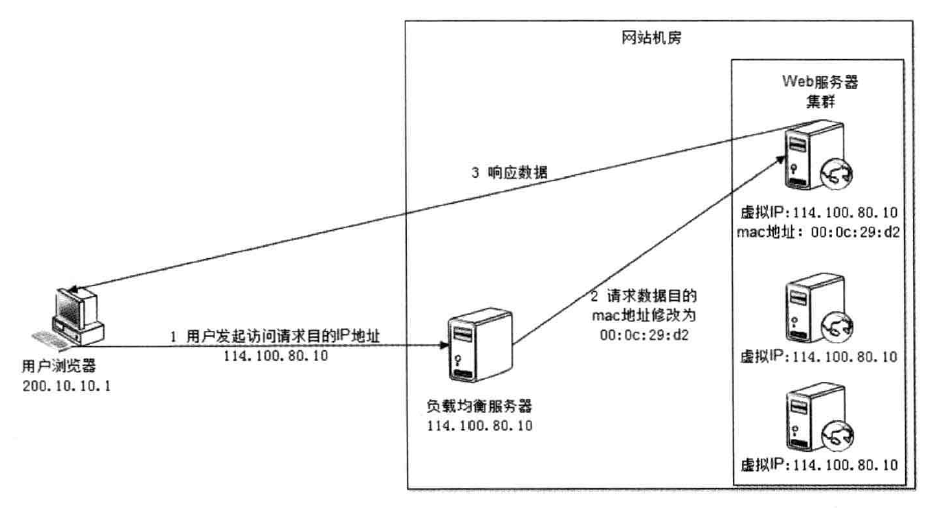 网站机房
Web服务器
集群
3 响应数据
虚拟IP:114.100.80.10
mac地址：00:0c:29:d2
2 请求数据目的
mac地址修改为
00:0c:29:d2
1 用户发起访问请求目的IP地址
114.100.80.10
用户浏览器
200.10.10.1
负载均衡服务器
114.100.80.10
虚拟IP:114.100.80.10
虚拟IP:114.100.80.10